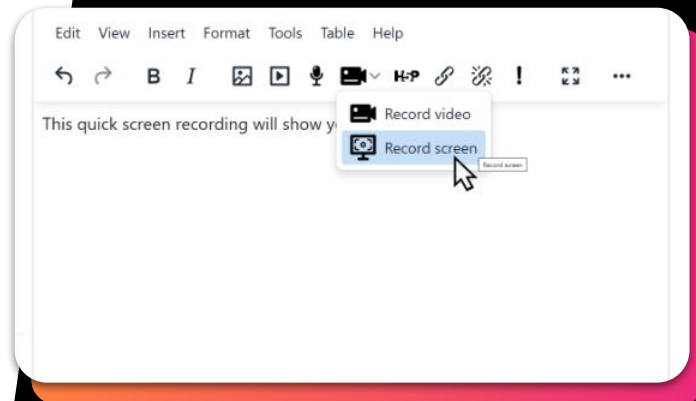 Edit View Insert Format Tools Table Help
B I H-P ! ...
Record video
This quick screen recording will show y
Record screen
Record screen